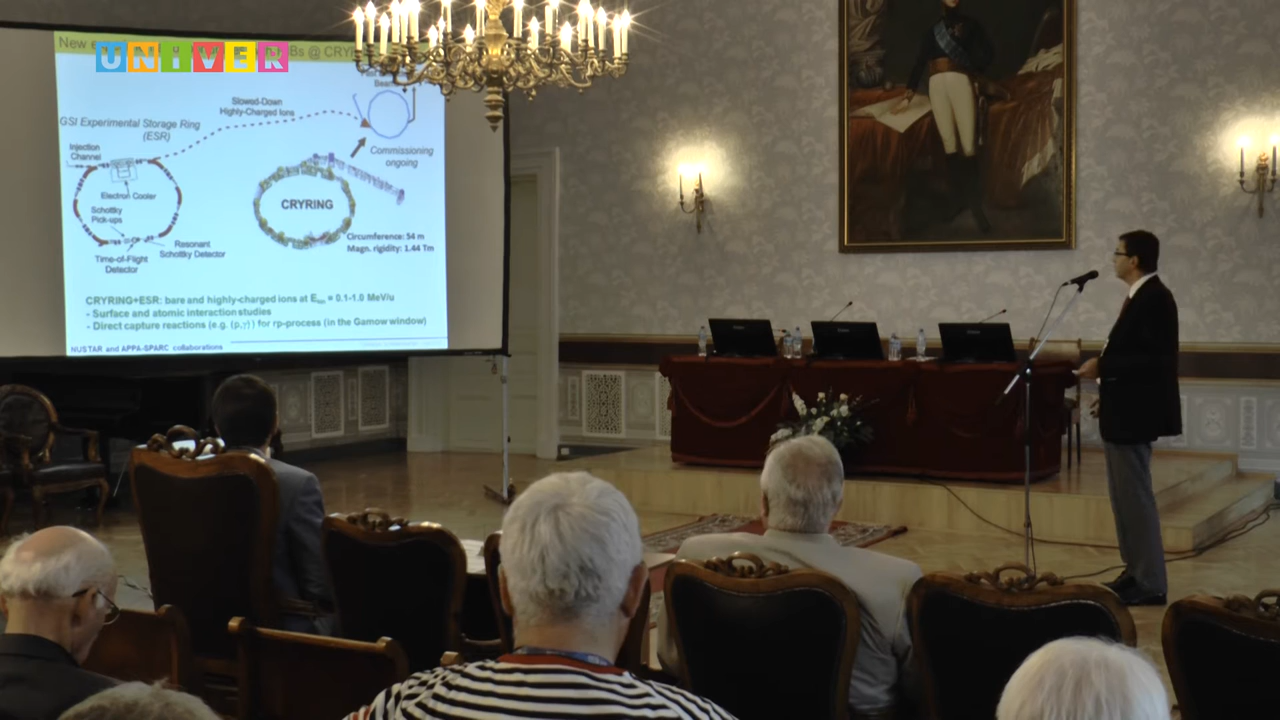 New
UNIVER
Bs @ CRY
Slowed-Down
Highly-Charged Ions
GSI Experimental Storage Ring
(ESR)
Injection
Channel
Commissioning
ongoing
Electron Cooler
Schottky
Pick-ups
CRYRING
Circumference: 54 m
Magn. rigidity: 1.44 Tm
Resonant
Schottky Detector
Time-of-Flight
Detector
CRYRING+ESR: bare and highly-charged ions at E = 0.1-1.0 MeV/u
- Surface and atomic interaction studies
- Direct capture reactions (e.g. (p,γ) ) for rp-process (in the Gamow window)
NUSTAR and APPA-SPARC collaborations